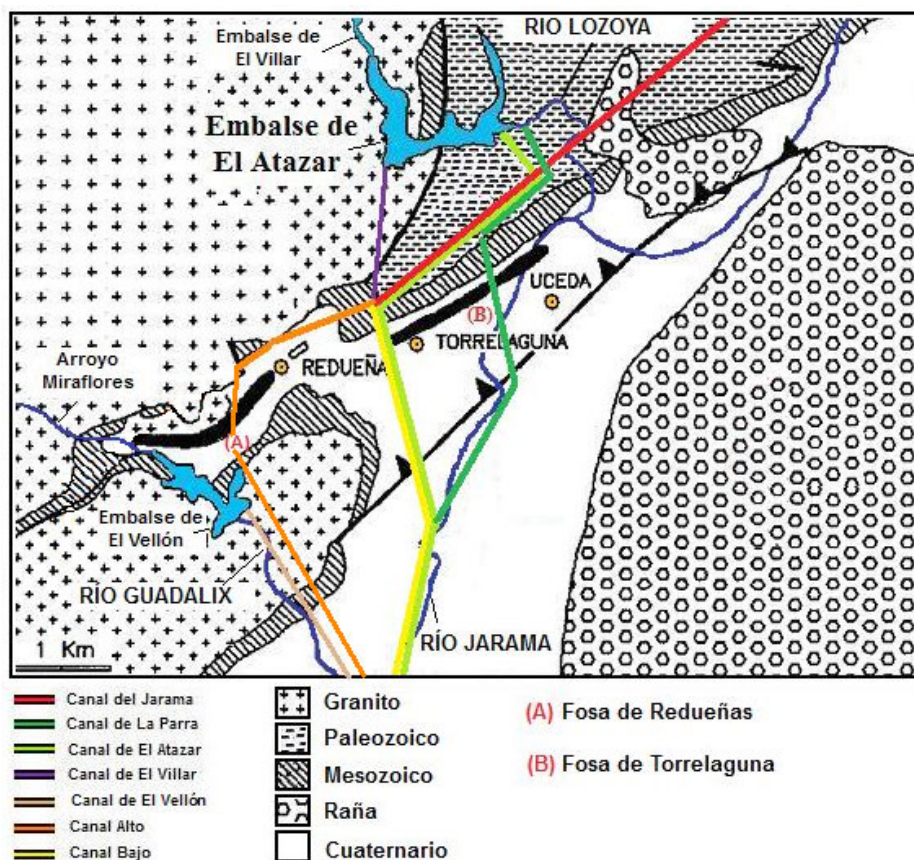 Embalse de
El Villar
RIO LOZOYA
Embalse de
El Atazar
UCEDA
(B)
TORRELAGUNA
REDUEÑA
Arroyo
Miraflores
(A)
Embalse de
El Vellón
RÍO GUADALIX
RÍO JARAMA
1 Km
Canal del Jarama
Canal de La Parra
Canal de El Atazar
Canal de El Villar
Canal de El Vellón
Canal Alto
Canal Bajo
Granito
Paleozoico
Mesozoico
Raña
Cuaternario
(A) Fosa de Redueñas
(B) Fosa de Torrelaguna